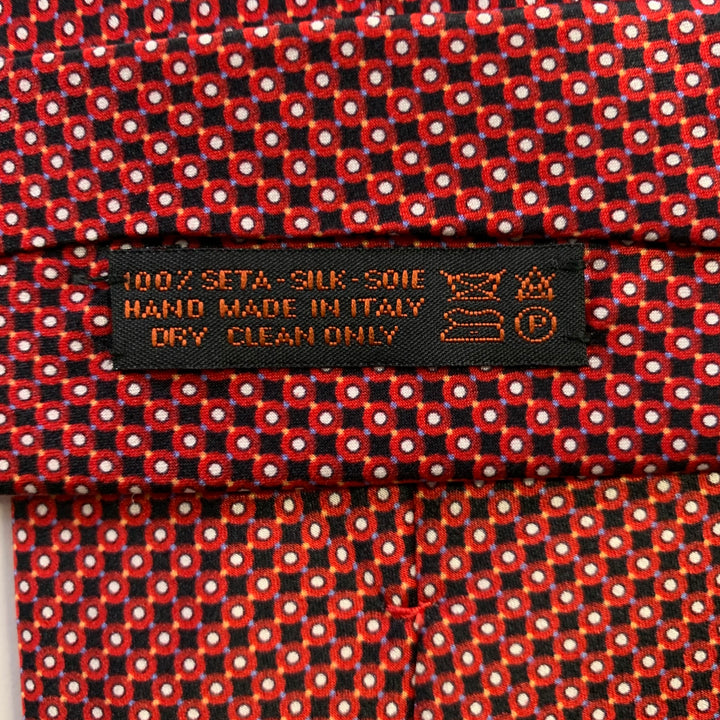 100% SETA-SILK-SOIE
HAND MADE IN ITALY
DRY CLEAN ONLY
P